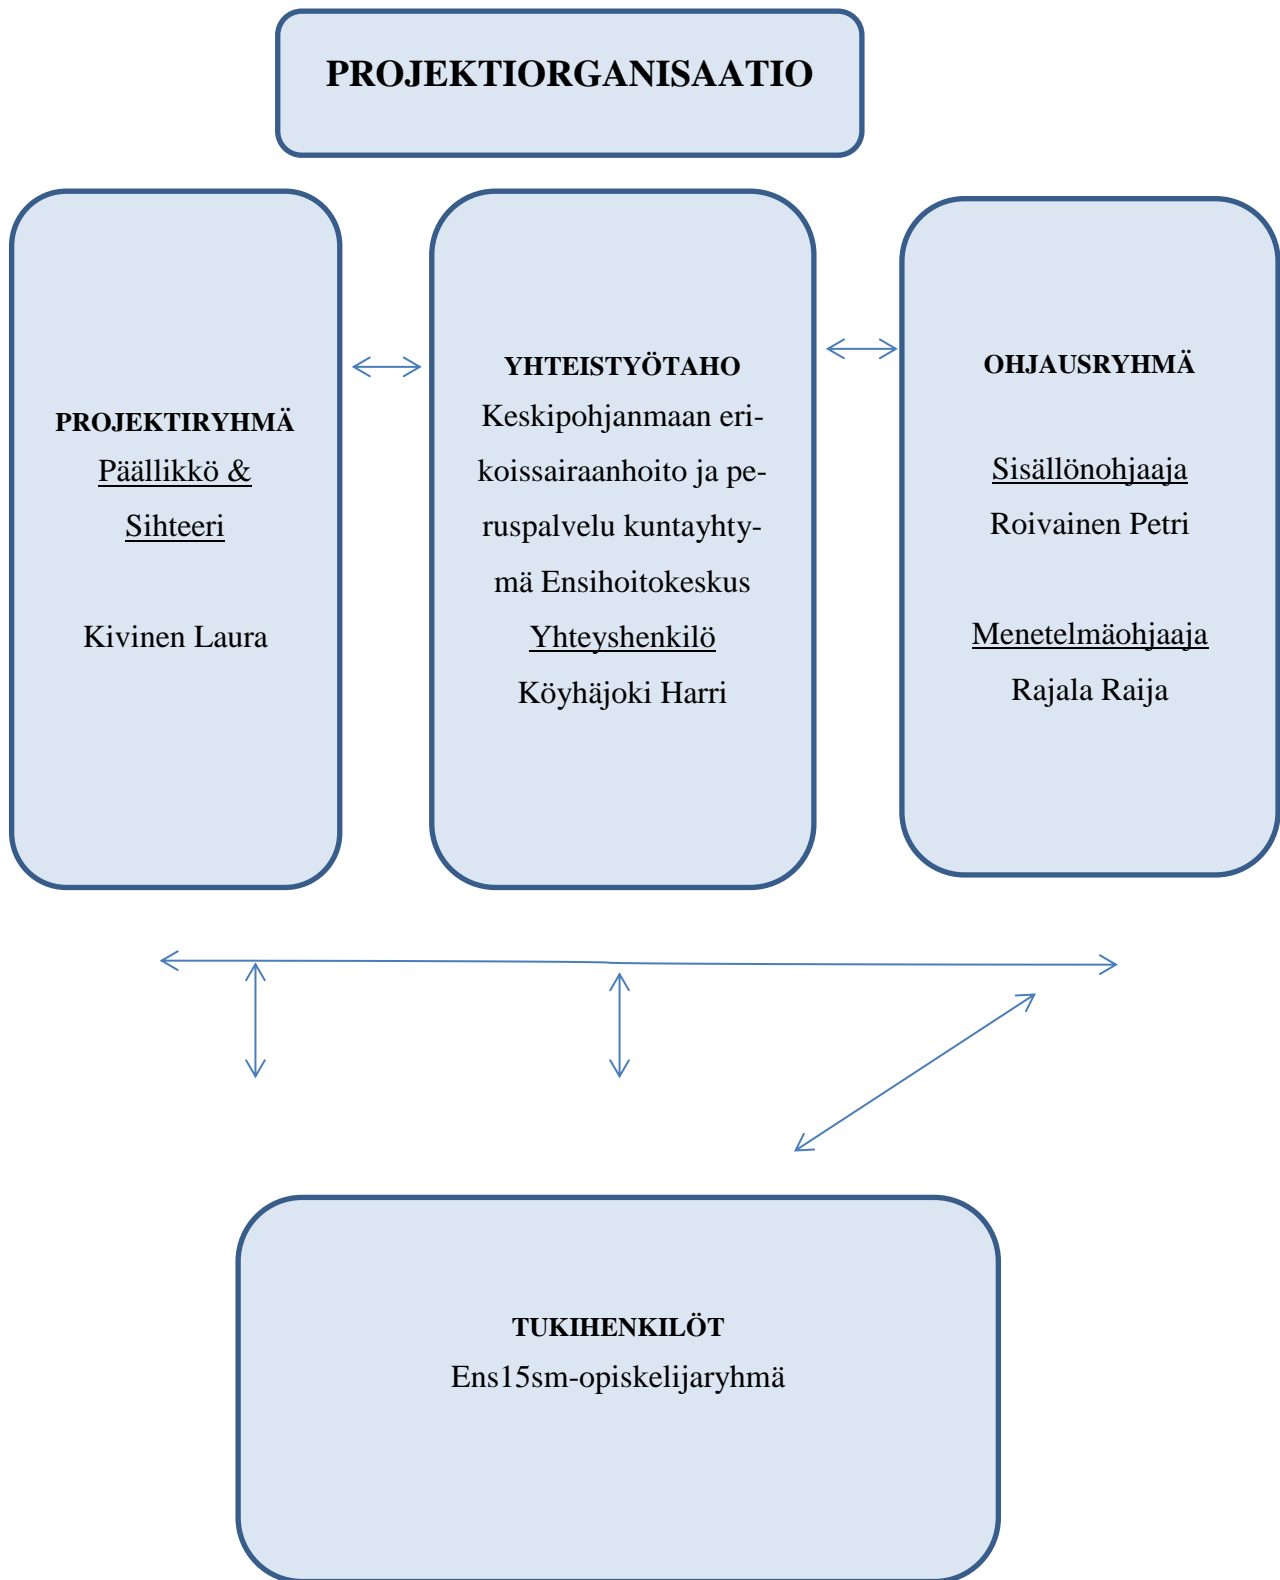 PROJEKTIORGANISAATIO
PROJEKTIRYHMÄ
Päällikkö &
Sihteeri
Kivinen Laura
YHTEISTYÖTAHO
Keskipohjanmaan eri-
koissairaanhoito ja pe-
ruspalvelu kuntayhty-
mä Ensihoitokeskus
Yhteyshenkilö
Köyhäjoki Harri
OHJAUSRYHMÄ
Sisällönohjaaja
Roivainen Petri
Menetelmäohjaaja
Rajala Raija
TUKIHENKILÖT
Ens15sm-opiskelijaryhmä